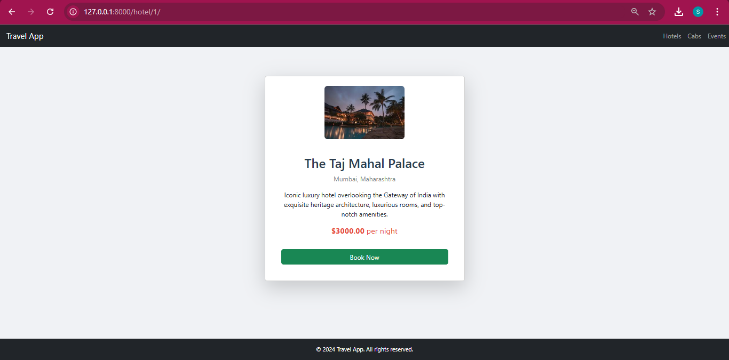 127.0.0.1:8000/hotel/1/
S
Travel App
Hotels Cabs Events
The Taj Mahal Palace
Mumbai, Maharashtra
Iconic luxury hotel overlooking the Gateway of India with
exquisite heritage architecture, luxurious rooms, and top-
notch amenities.
$3000.00 per night
Book Now
© 2024 Travel App. All rights reserved.